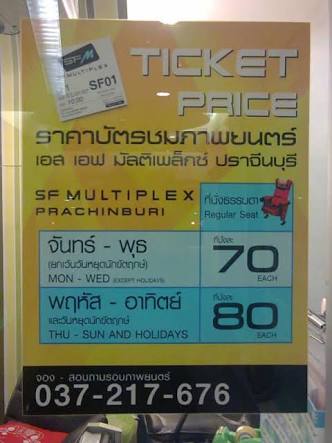 SFM
MULTIPLEX
SF01
TICKET
PRICE
ราคาบัตรชมภาพยนตร์
เอส เอฟ มัลติเพล็กซ์ ปราจีนบุรี
SF MULTIPLEX
PRACHINBURI
ที่นั่งธรรมดา
Regular Seat
จันทร์ - พุธ
(ยกเว้นวันหยุดนักขัตฤกษ์)
MON - WED (EXCEPT HOLIDAYS)
ที่นั่งละ
70
EACH
พฤหัส - อาทิตย์
และวันหยุดนักขัตฤกษ์
THU - SUN AND HOLIDAYS
ที่นั่งละ
80
EACH
จอง - สอบถามรอบภาพยนตร์
037-217-676